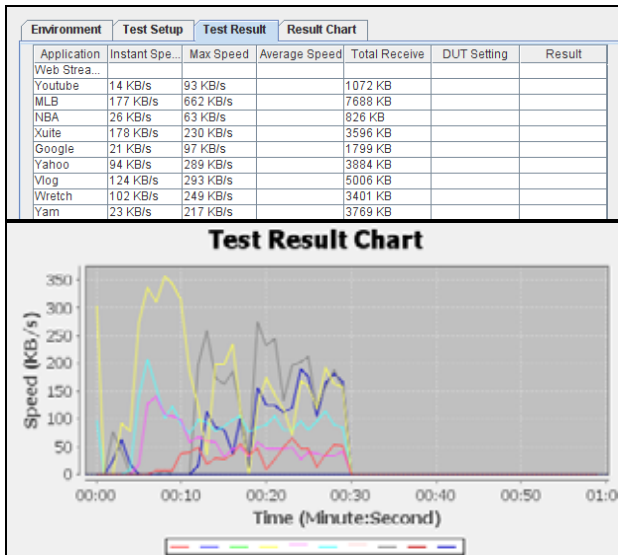 Environment Test Setup Test Result Result Chart
Application Instant Spe... Max Speed Average Speed Total Receive DUT Setting Result
Web Strea...
Youtube 14 KB/s 93 KB/s 1072 KB
MLB 177 KB/s 662 KB/s 7688 KB
NBA 26 KB/s 63 KB/s 826 KB
Xuite 178 KB/s 230 KB/s 3596 KB
Google 21 KB/s 97 KB/s 1799 KB
Yahoo 94 KB/s 289 KB/s 3884 KB
Vlog 124 KB/s 293 KB/s 5006 KB
Wretch 102 KB/s 249 KB/s 3401 KB
Yam 23 KB/s 217 KB/s 3769 KB
Test Result Chart
Speed (KB/s)
350
300
250
200
150
100
50
0
00:00 00:10 00:20 00:30 00:40 00:50 01:0
Time (Minute:Second)